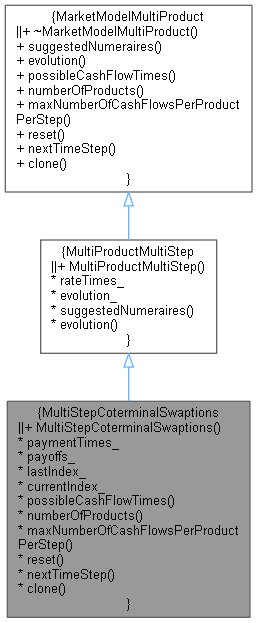 {MarketModelMultiProduct
||+ ~MarketModelMultiProduct()
+ suggestedNumeraires()
+ evolution()
+ possibleCashFlowTimes()
+ numberOfProducts()
+ maxNumberOfCashFlowsPerProduct
PerStep()
+ reset()
+ nextTimeStep()
+ clone()
}
{MultiProductMultiStep
||+ MultiProductMultiStep()
* rateTimes_
* evolution_
* suggestedNumeraires()
* evolution()
}
{MultiStepCoterminalSwaptions
||+ MultiStepCoterminalSwaptions()
* paymentTimes_
* payoffs_
* lastIndex_
* currentIndex_
* possibleCashFlowTimes()
* numberOfProducts()
* maxNumberOfCashFlowsPerProduct
PerStep()
* reset()
* nextTimeStep()
* clone()
}